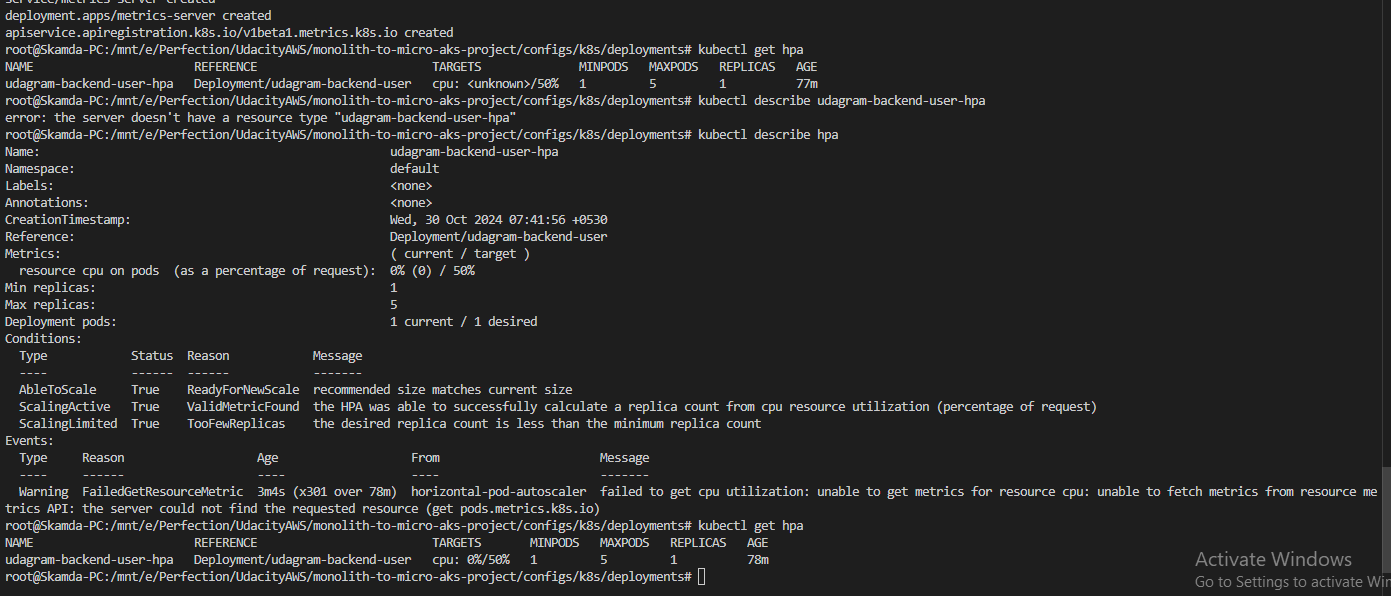 service/metrics-server created
deployment.apps/metrics-server created
apiservice.apiregistration.k8s.io/v1beta1.metrics.k8s.io created
root@Skamda-PC:/mnt/e/Perfection/UdacityAWS/monolith-to-micro-aks-project/configs/k8s/deployments# kubectl get hpa
NAME REFERENCE TARGETS MINPODS MAXPODS REPLICAS AGE
udagram-backend-user-hpa Deployment/udagram-backend-user cpu: <unknown>/50% 1 5 1 77m
root@Skamda-PC:/mnt/e/Perfection/UdacityAWS/monolith-to-micro-aks-project/configs/k8s/deployments# kubectl describe udagram-backend-user-hpa
error: the server doesn't have a resource type "udagram-backend-user-hpa"
root@Skamda-PC:/mnt/e/Perfection/UdacityAWS/monolith-to-micro-aks-project/configs/k8s/deployments# kubectl describe hpa
Name: udagram-backend-user-hpa
Namespace: default
Labels: <none>
Annotations: <none>
CreationTimestamp: Wed, 30 Oct 2024 07:41:56 +0530
Reference: Deployment/udagram-backend-user
Metrics: ( current / target )
resource cpu on pods (as a percentage of request): 0% (0) / 50%
Min replicas: 1
Max replicas: 5
Deployment pods: 1 current / 1 desired
Conditions:
Type Status Reason Message
---- ------ ------ -------
AbleToScale True ReadyForNewScale recommended size matches current size
ScalingActive True ValidMetricFound the HPA was able to successfully calculate a replica count from cpu resource utilization (percentage of request)
ScalingLimited True TooFewReplicas the desired replica count is less than the minimum replica count
Events:
Type Reason Age From Message
---- ------ ---- ---- -------
Warning FailedGetResourceMetric 3m4s (x301 over 78m) horizontal-pod-autoscaler failed to get cpu utilization: unable to get metrics for resource cpu: unable to fetch metrics from resource me
trics API: the server could not find the requested resource (get pods.metrics.k8s.io)
root@Skamda-PC:/mnt/e/Perfection/UdacityAWS/monolith-to-micro-aks-project/configs/k8s/deployments# kubectl get hpa
NAME REFERENCE TARGETS MINPODS MAXPODS REPLICAS AGE
udagram-backend-user-hpa Deployment/udagram-backend-user cpu: 0%/50% 1 5 1 78m
root@Skamda-PC:/mnt/e/Perfection/UdacityAWS/monolith-to-micro-aks-project/configs/k8s/deployments#
Activate Windows
Go to Settings to activate Win